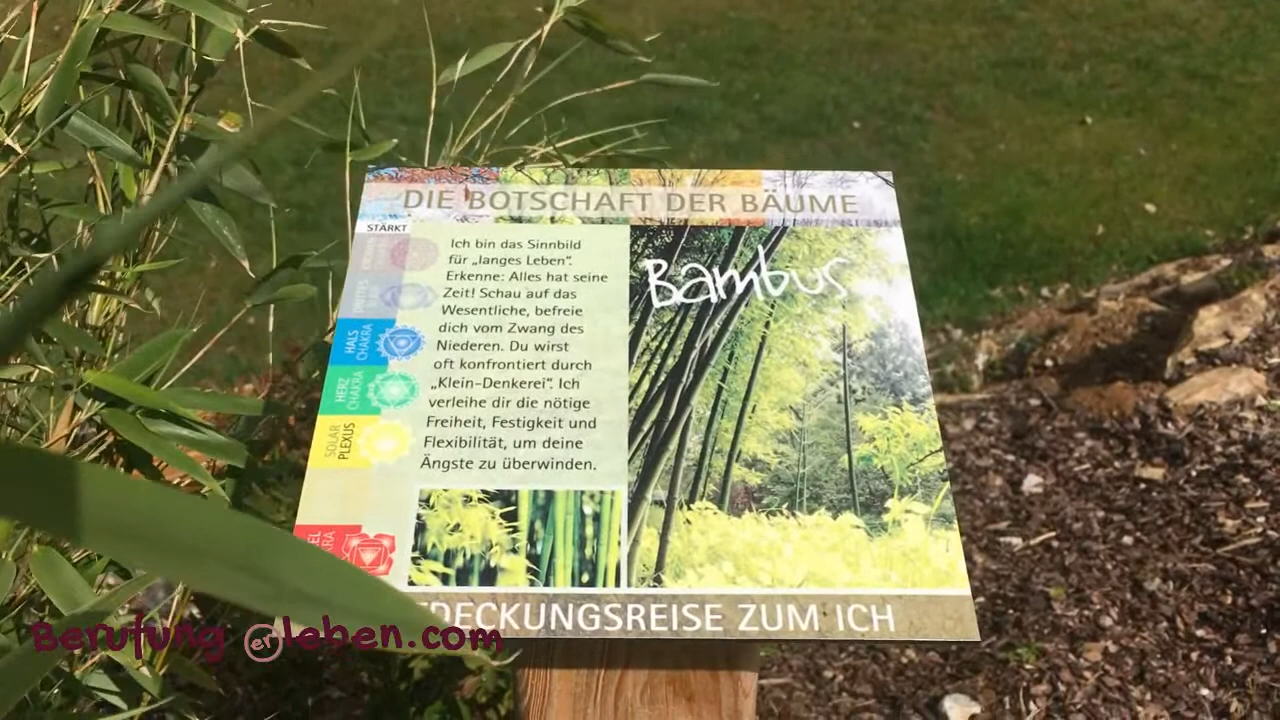 DIE BOTSCHAFT DER BÄUME
STÄRKT
HALS
CHAKRA
HERZ
CHAKRA
SOLAR
PLEXUS
Ich bin das Sinnbild
für „langes Leben“.
Erkenne: Alles hat seine
Zeit! Schau auf das
Wesentliche, befreie
dich vom Zwang des
Niederen. Du wirst
oft konfrontiert durch
„Klein-Denkerei“. Ich
verleihe dir die nötige
Freiheit, Festigkeit und
Flexibilität, um deine
Ängste zu überwinden.
Bambus
TDECKUNGSREISE ZUM ICH
Berufung erleben.com